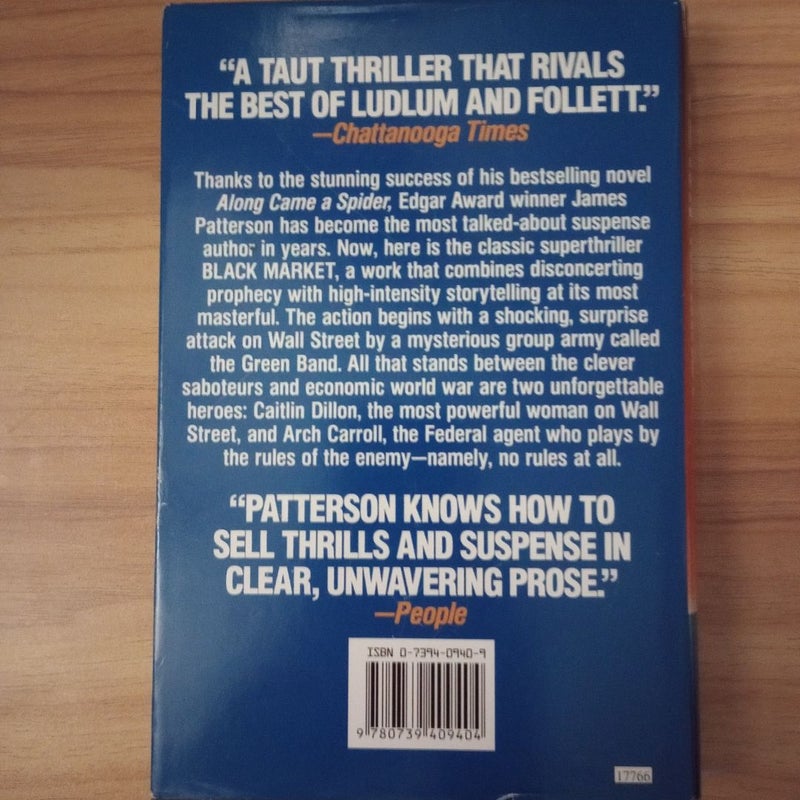 “A TAUT THRILLER THAT RIVALS
THE BEST OF LUDLUM AND FOLLETT.”
—Chattanooga Times
Thanks to the stunning success of his bestselling novel
Along Came a Spider, Edgar Award winner James
Patterson has become the most talked-about suspense
author in years. Now, here is the classic superthriller
BLACK MARKET, a work that combines disconcerting
prophecy with high-intensity storytelling at its most
masterful. The action begins with a shocking, surprise
attack on Wall Street by a mysterious group army called
the Green Band. All that stands between the clever
saboteurs and economic world war are two unforgettable
heroes: Caitlin Dillon, the most powerful woman on Wall
Street, and Arch Carroll, the Federal agent who plays by
the rules of the enemy—namely, no rules at all.
“PATTERSON KNOWS HOW TO
SELL THRILLS AND SUSPENSE IN
CLEAR, UNWAVERING PROSE.”
—People
ISBN 0-7394-0940-9
9 780739 409404
17766